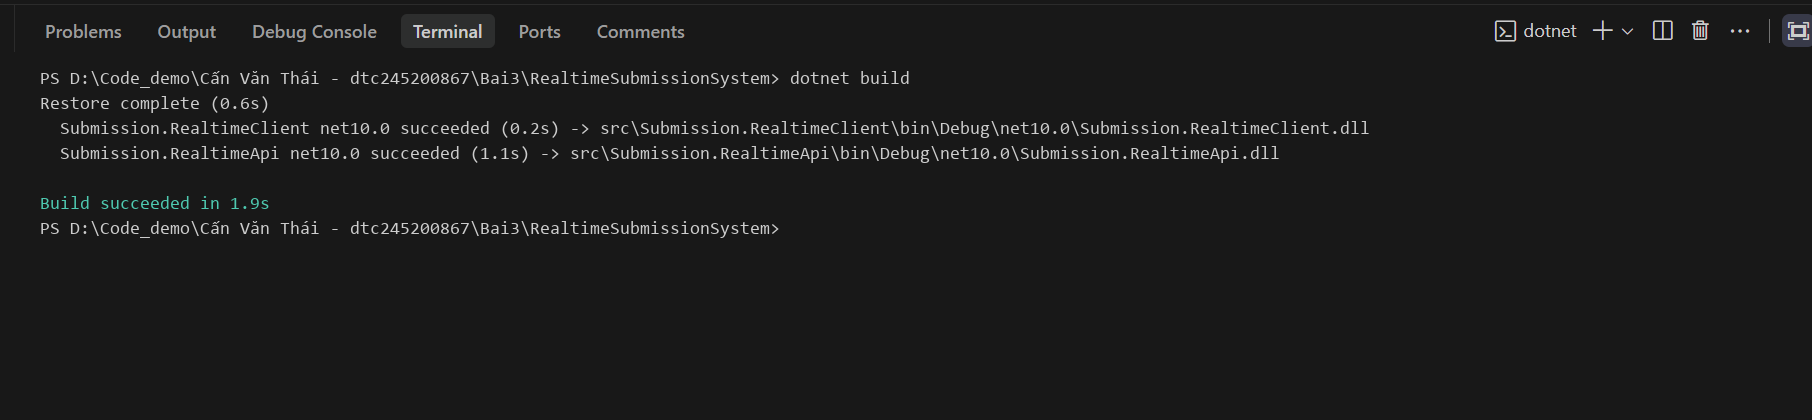 Problems Output Debug Console Terminal Ports Comments dotnet
PS D:\Code_demo\Cấn Văn Thái - dtc245200867\Bai3\RealtimeSubmissionSystem> dotnet build
Restore complete (0.6s)
  Submission.RealtimeClient net10.0 succeeded (0.2s) -> src\Submission.RealtimeClient\bin\Debug\net10.0\Submission.RealtimeClient.dll
  Submission.RealtimeApi net10.0 succeeded (1.1s) -> src\Submission.RealtimeApi\bin\Debug\net10.0\Submission.RealtimeApi.dll
Build succeeded in 1.9s
PS D:\Code_demo\Cấn Văn Thái - dtc245200867\Bai3\RealtimeSubmissionSystem>